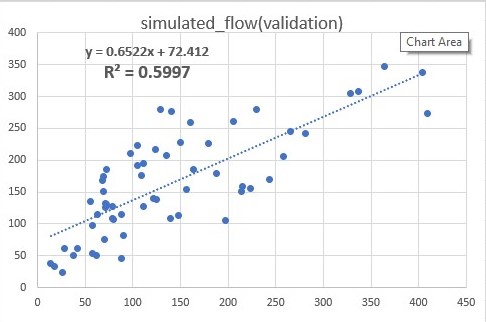 simulated_flow(validation)
Chart Area
y = 0.6522x + 72.412
R² = 0.5997
400
350
300
250
200
150
100
50
0
0 50 100 150 200 250 300 350 400 450